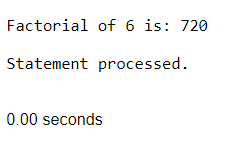 Factorial of 6 is: 720
Statement processed.
0.00 seconds